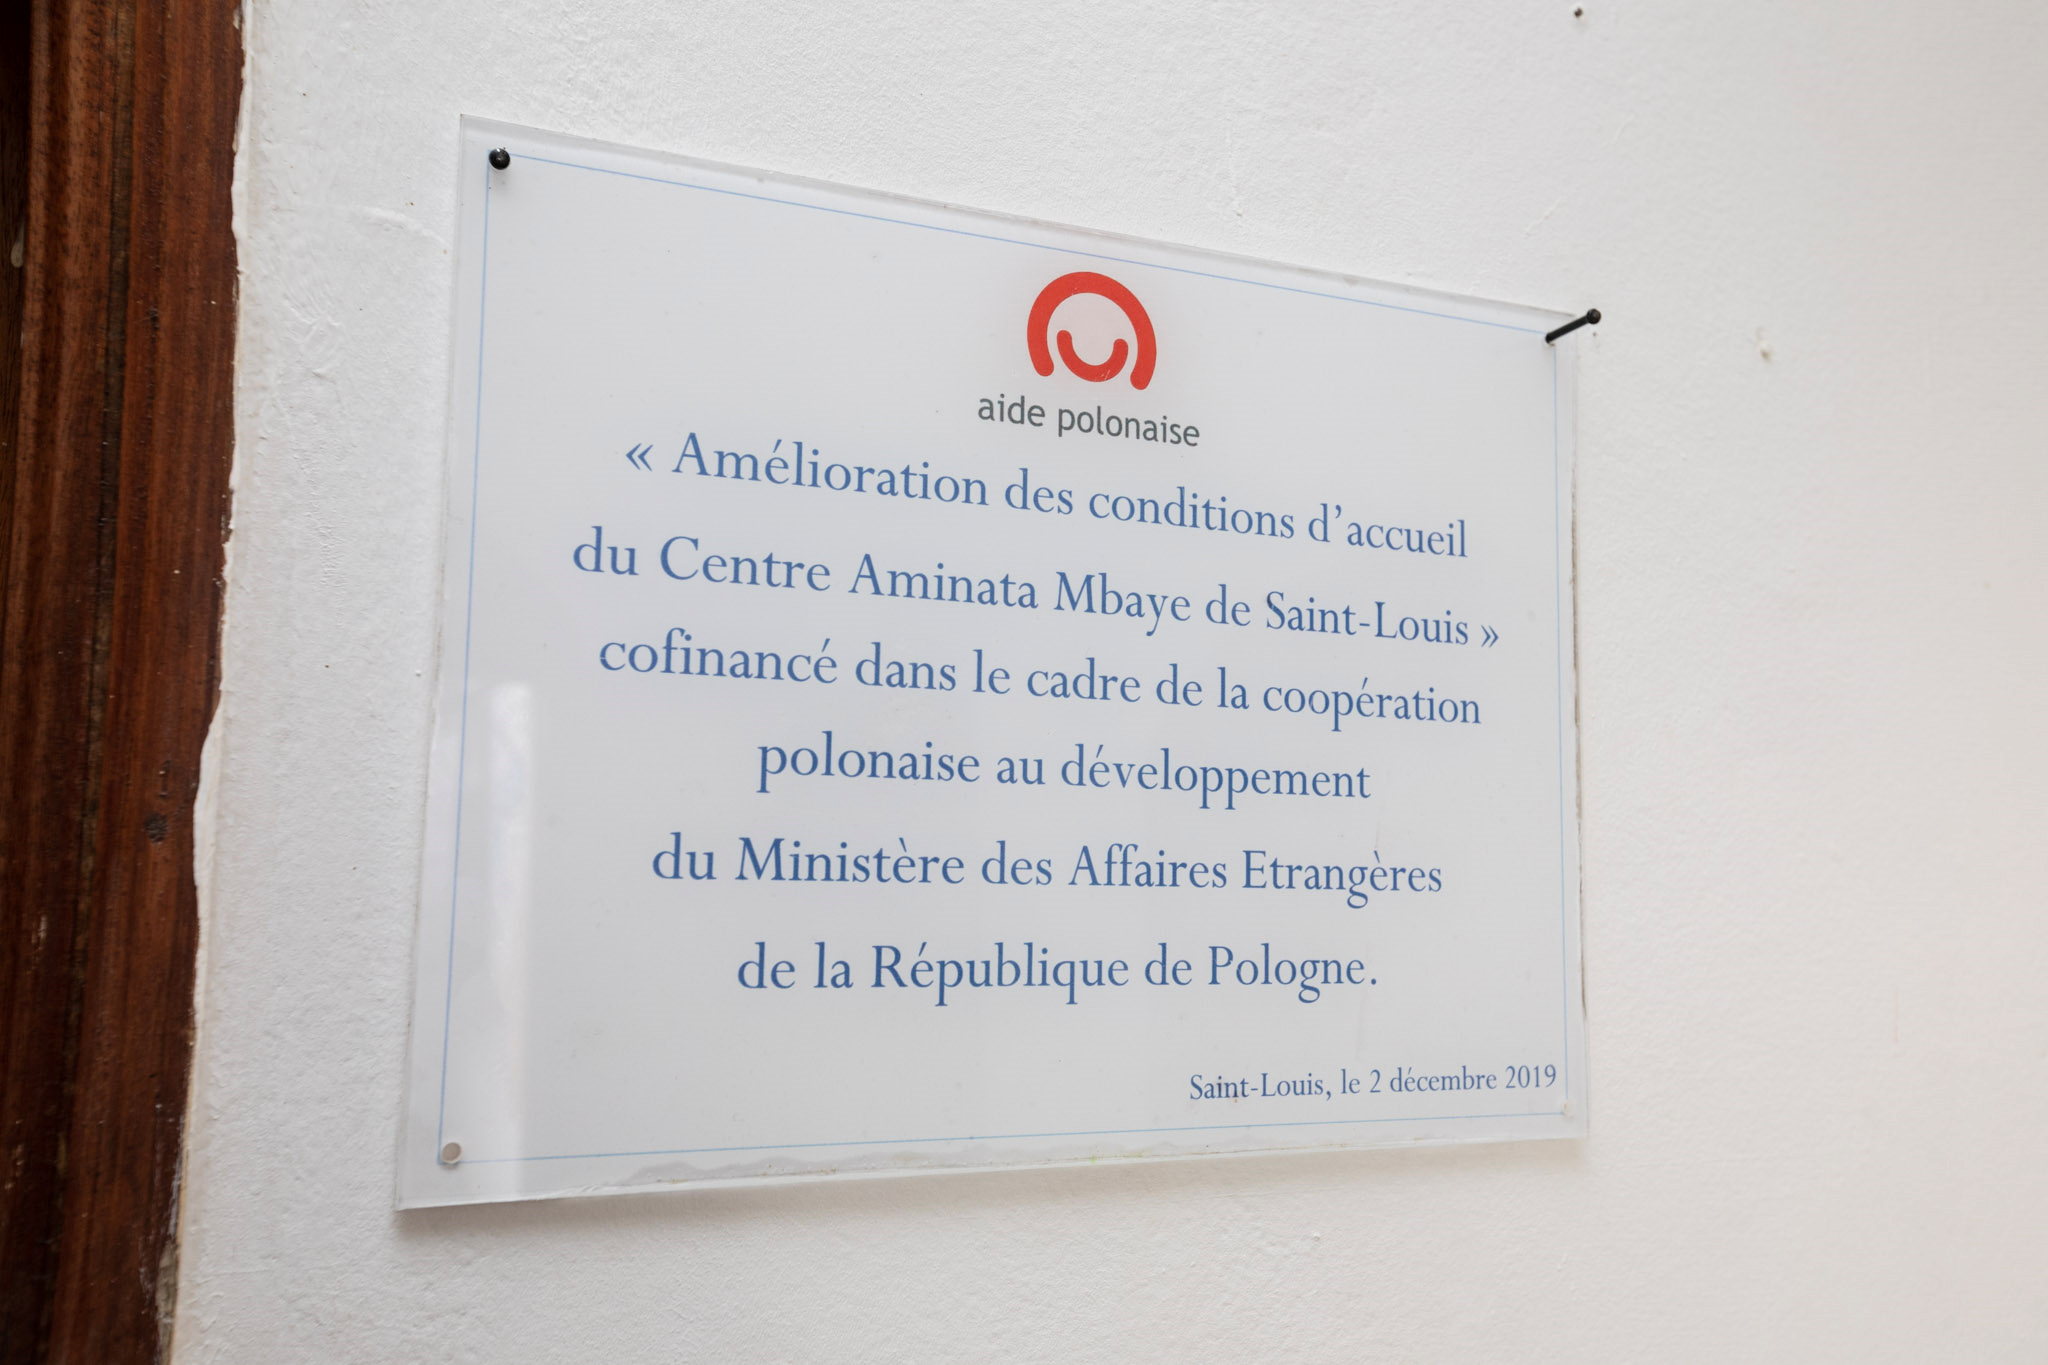 aide polonaise
« Amélioration des conditions d’accueil
du Centre Aminata Mbaye de Saint-Louis »
cofinancé dans le cadre de la coopération
polonaise au développement
du Ministère des Affaires Etrangères
de la République de Pologne.
Saint-Louis, le 2 décembre 2019